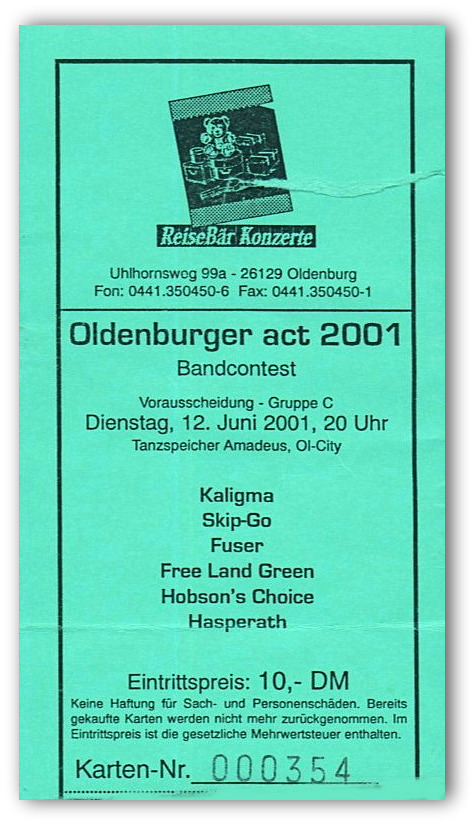 ReiseBär Konzerte
Uhlhornsweg 99a - 26129 Oldenburg
Fon: 0441.350450-6 Fax: 0441.350450-1
Oldenburger act 2001
Bandcontest
Vorausscheidung - Gruppe C
Dienstag, 12. Juni 2001, 20 Uhr
Tanzspeicher Amadeus, Ol-City
Kaligma
Skip-Go
Fuser
Free Land Green
Hobson's Choice
Hasperath
Eintrittspreis: 10,- DM
Keine Haftung für Sach- und Personenschäden. Bereits
gekaufte Karten werden nicht mehr zurückgenommen. Im
Eintrittspreis ist die gesetzliche Mehrwertsteuer enthalten.
Karten-Nr. 000354